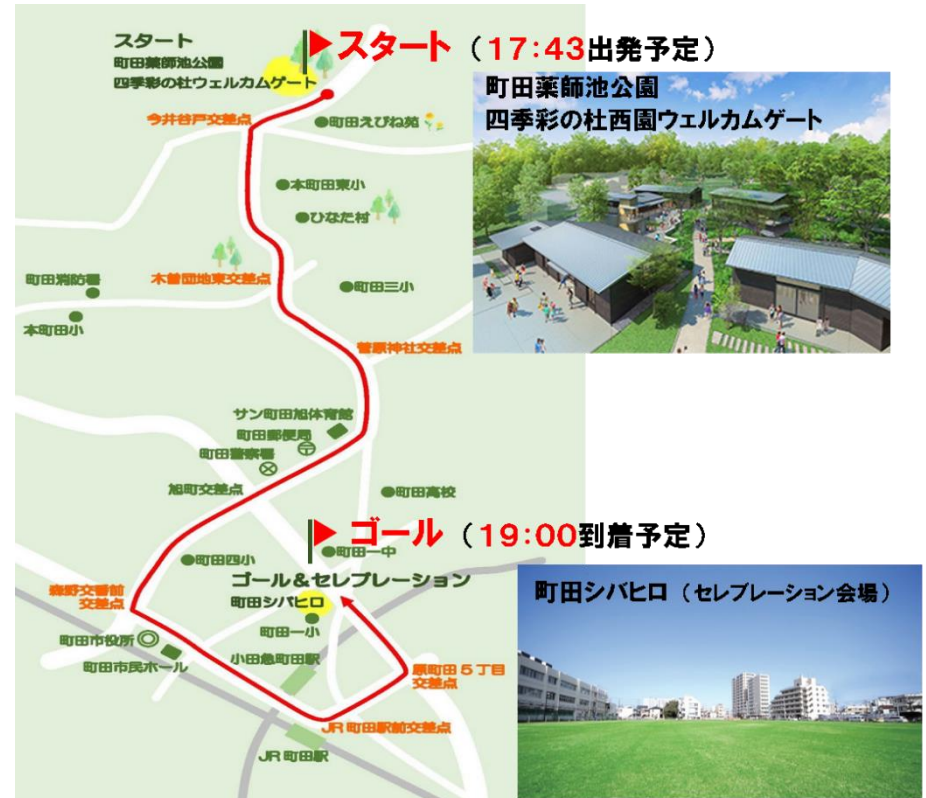 スタート
町田薬師池公園
四季彩の杜ウェルカムゲート
スタート（17:43出発予定）
町田薬師池公園
四季彩の杜西園ウェルカムゲート
今井谷戸交差点
町田えびね苑
本町田東小
ひなた村
町田消防署
木曽団地東交差点
町田三小
本町田小
菅原神社交差点
サン町田旭体育館
町田郵便局
町田警察署
旭町交差点
町田高校
ゴール（19:00到着予定）
町田一中
町田四小
ゴール＆セレブレーション
町田シバヒロ（セレブレーション会場）
森野交番前
交差点
町田シバヒロ
町田一小
町田市役所
町田市民ホール
小田急町田駅
原町田５丁目
交差点
JR町田駅前交差点
JR町田駅